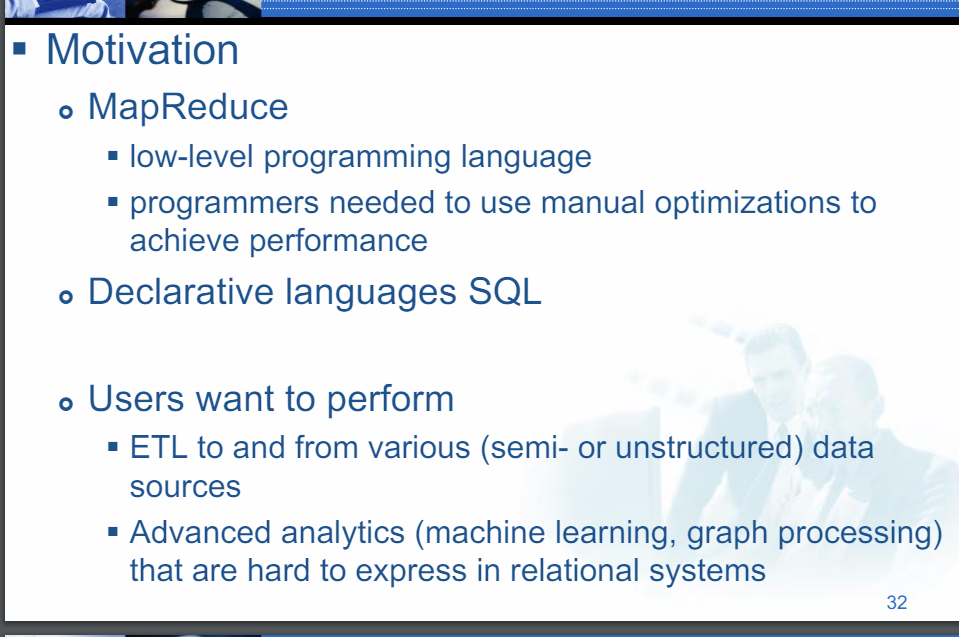 Motivation
MapReduce
low-level programming language
programmers needed to use manual optimizations to
achieve performance
Declarative languages SQL
Users want to perform
ETL to and from various (semi- or unstructured) data
sources
Advanced analytics (machine learning, graph processing)
that are hard to express in relational systems
32